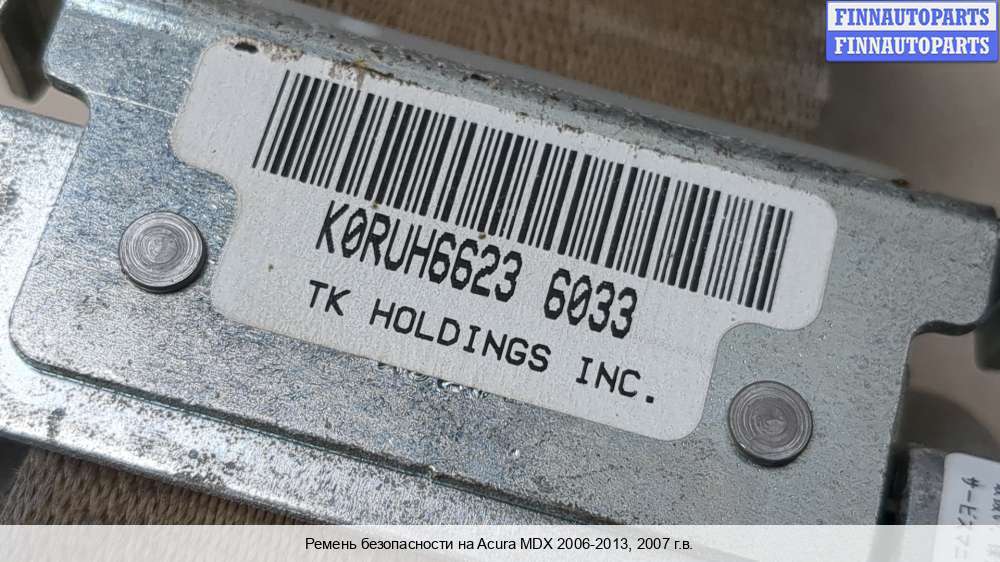 FINNAUTOPARTS
FINNAUTOPARTS
K0RUH6623 6033
TK HOLDINGS INC.
Ремень безопасности на Acura MDX 2006-2013, 2007 г.в.